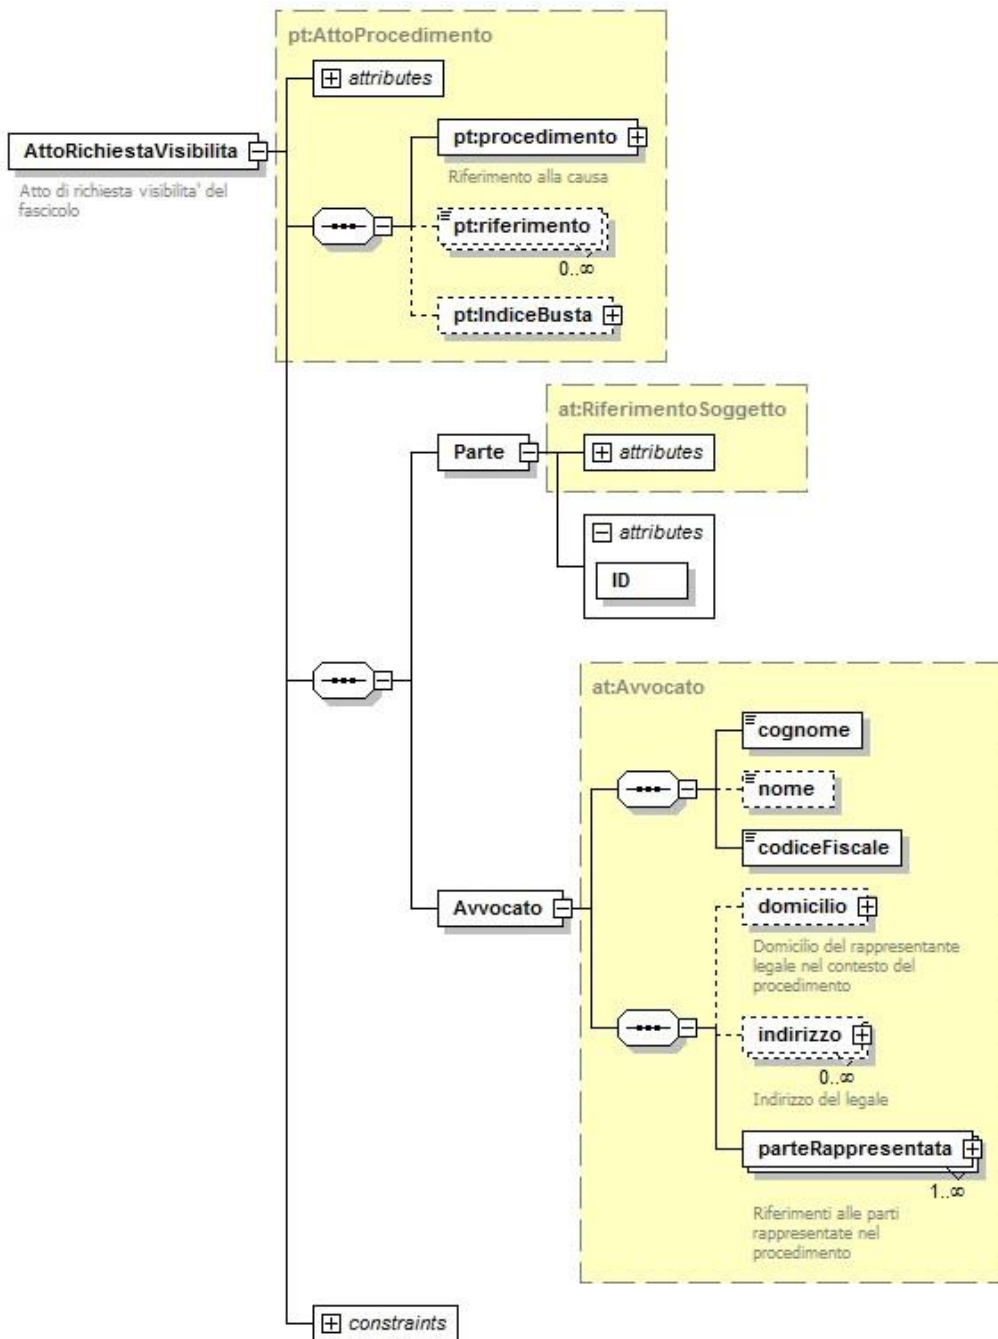 pt:AttoProcedimento
attributes
AttoRichiestaVisibilita
Atto di richiesta visibilita' del
fascicolo
pt:procedimento
Riferimento alla causa
pt:riferimento
0..∞
pt:IndiceBusta
at:RiferimentoSoggetto
Parte
attributes
attributes
ID
at:Avvocato
cognome
nome
codiceFiscale
Avvocato
domicilio
Domicilio del rappresentante
legale nel contesto del
procedimento
indirizzo
0..∞
Indirizzo del legale
parteRappresentata
1..∞
Riferimenti alle parti
rappresentate nel
procedimento
constraints